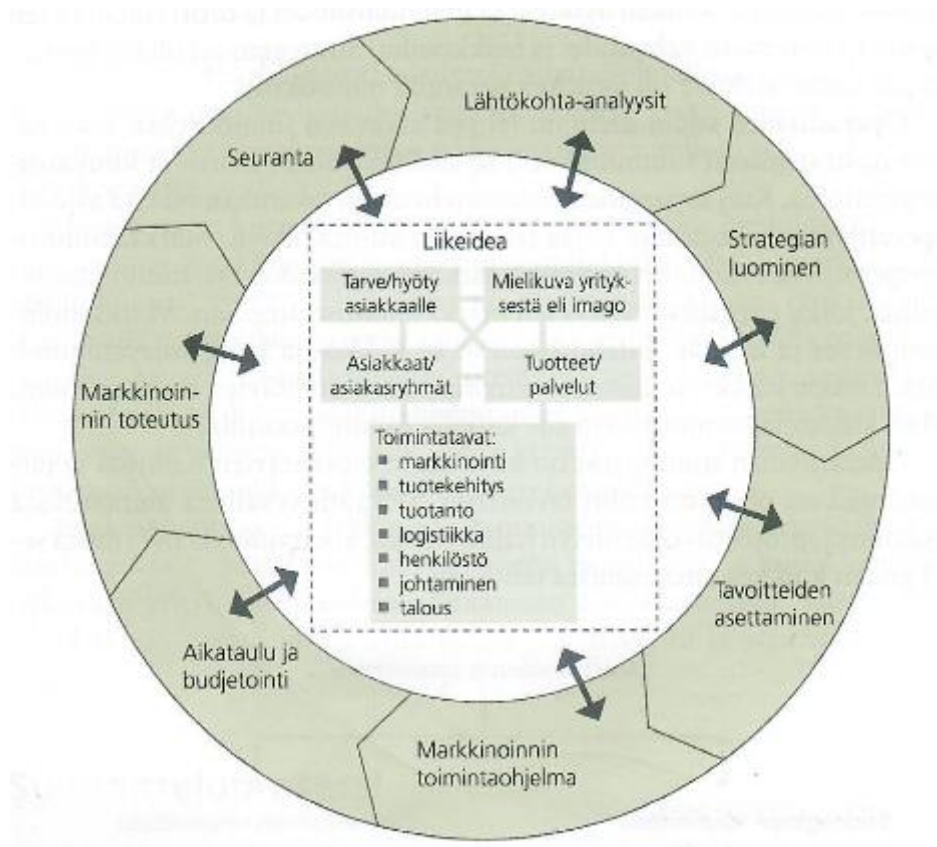 Lähtökohta-analyysit
Strategian
luominen
Tavoitteiden
asettaminen
Markkinoinnin
toimintaohjelma
Aikataulu ja
budjetointi
Markkinoin-
nin toteutus
Seuranta
Liikeidea
Tarve/hyöty
asiakkaalle
Mielikuva yrityk-
sestä eli imago
Asiakkaat/
asiakasryhmät
Tuotteet/
palvelut
Toimintatavat:
markkinointi
tuotekehitys
tuotanto
logistiikka
henkilöstö
johtaminen
talous